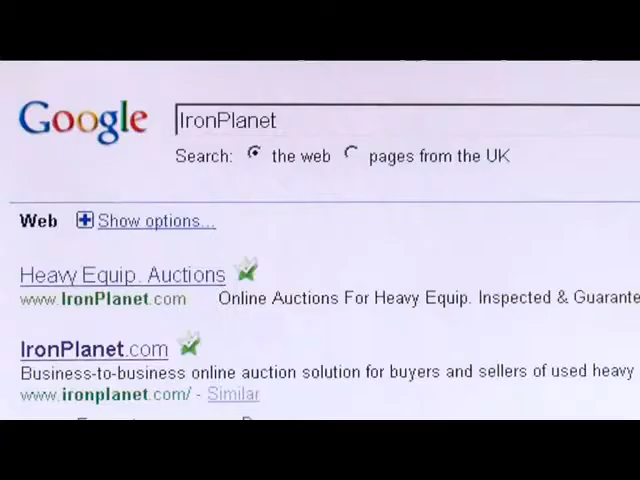 Google
IronPlanet
Search: the web pages from the UK
Web Show options...
Heavy Equip. Auctions
www.IronPlanet.com Online Auctions For Heavy Equip. Inspected &
IronPlanet.com
Business-to-business online auction solution for buyers and sellers of used heavy
www.ironplanet.com/ - Similar